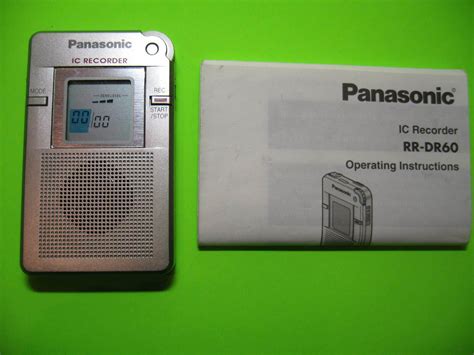 Panasonic
IC RECORDER
MODE
REC
START/
STOP/
00 00
Panasonic
IC Recorder
RR-DR60
Operating Instructions